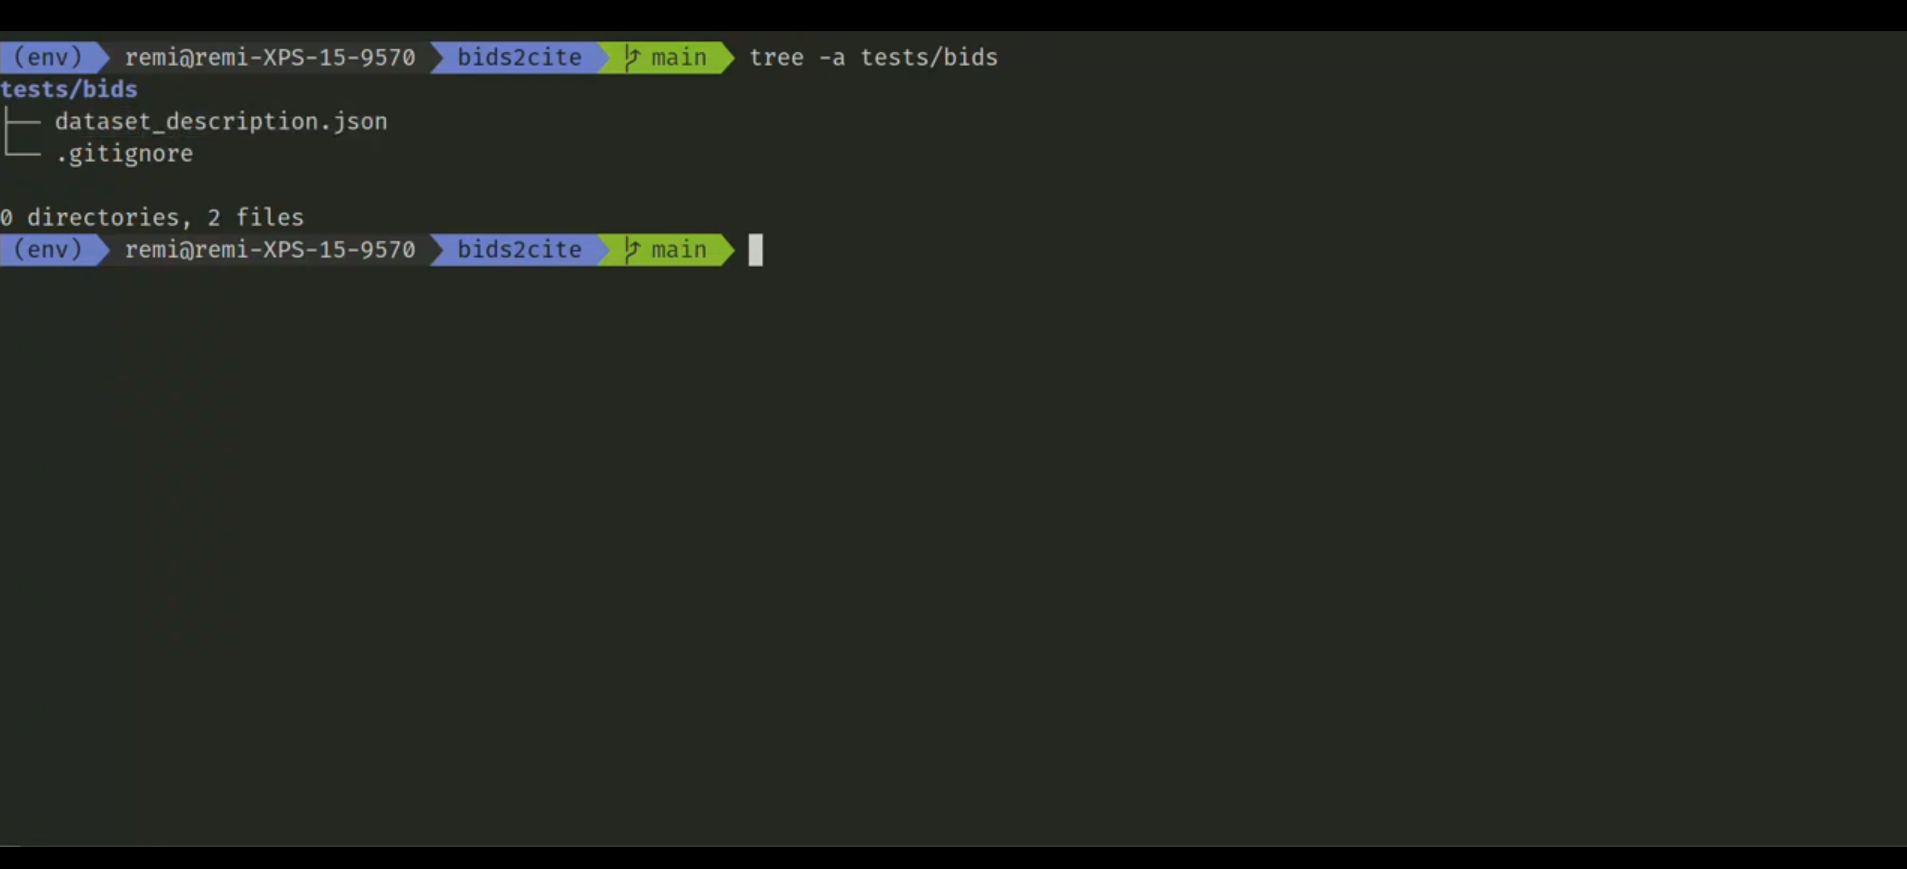 (env) remi@remi-XPS-15-9570 bids2cite main tree -a tests/bids
tests/bids
├── dataset_description.json
└── .gitignore
0 directories, 2 files
(env) remi@remi-XPS-15-9570 bids2cite main